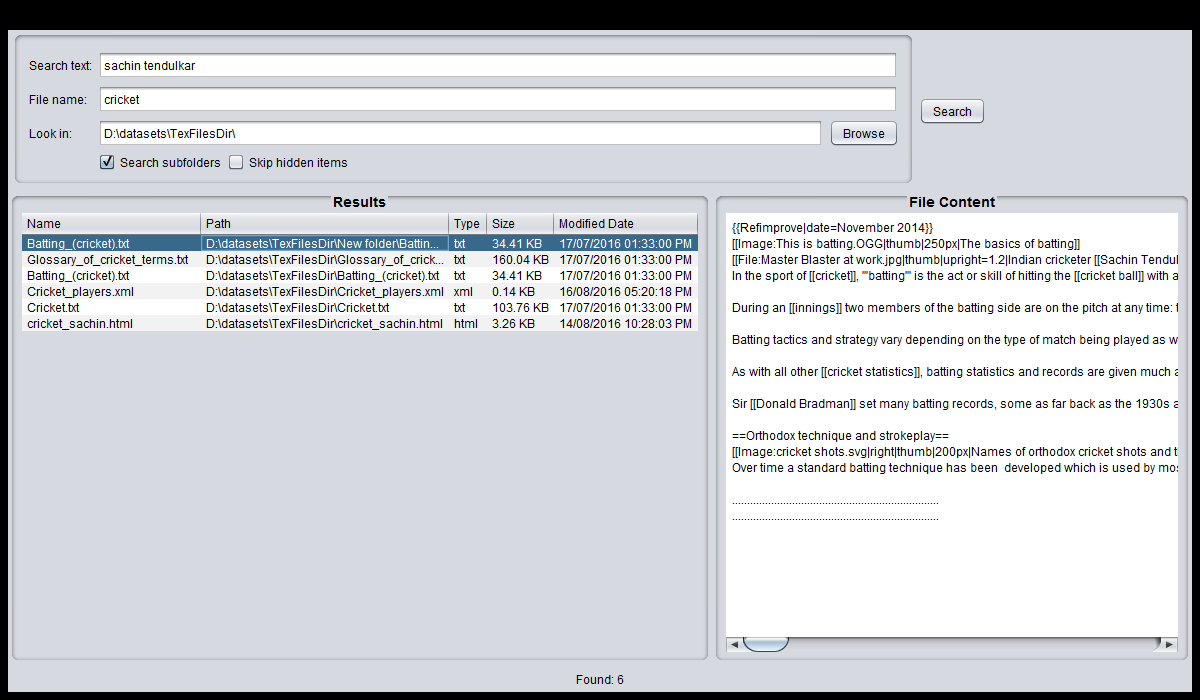 Search text: sachin tendulkar
File name: cricket
Search
Look in: D:\datasets\TexFilesDir\ Browse
Search subfolders Skip hidden items
Results
Name Path Type Size Modified Date
Batting_(cricket).txt D:\datasets\TexFilesDir\New folder\Battin... txt 34.41 KB 17/07/2016 01:33:00 PM
Glossary_of_cricket_terms.txt D:\datasets\TexFilesDir\Glossary_of_crick... txt 160.04 KB 17/07/2016 01:33:00 PM
Batting_(cricket).txt D:\datasets\TexFilesDir\Batting_(cricket).txt txt 34.41 KB 17/07/2016 01:33:00 PM
Cricket_players.xml D:\datasets\TexFilesDir\Cricket_players.xml xml 0.14 KB 16/08/2016 05:20:18 PM
Cricket.txt D:\datasets\TexFilesDir\Cricket.txt txt 103.76 KB 17/07/2016 01:33:00 PM
cricket_sachin.html D:\datasets\TexFilesDir\cricket_sachin.html html 3.26 KB 14/08/2016 10:28:03 PM
File Content
{{Refimprove|date=November 2014}}
[[Image:This is batting.OGG|thumb|250px|The basics of batting]]
[[File:Master Blaster at work.jpg|thumb|upright=1.2|Indian cricketer [[Sachin Tendul
In the sport of [[cricket]], '''batting''' is the act or skill of hitting the [[cricket ball]] with a
During an [[innings]] two members of the batting side are on the pitch at any time:
Batting tactics and strategy vary depending on the type of match being played as w
As with all other [[cricket statistics]], batting statistics and records are given much a
Sir [[Donald Bradman]] set many batting records, some as far back as the 1930s a
==Orthodox technique and strokeplay==
[[Image:cricket shots.svg|right|thumb|200px|Names of orthodox cricket shots and t
Over time a standard batting technique has been  developed which is used by mos
.....................................................................
.....................................................................
Found: 6